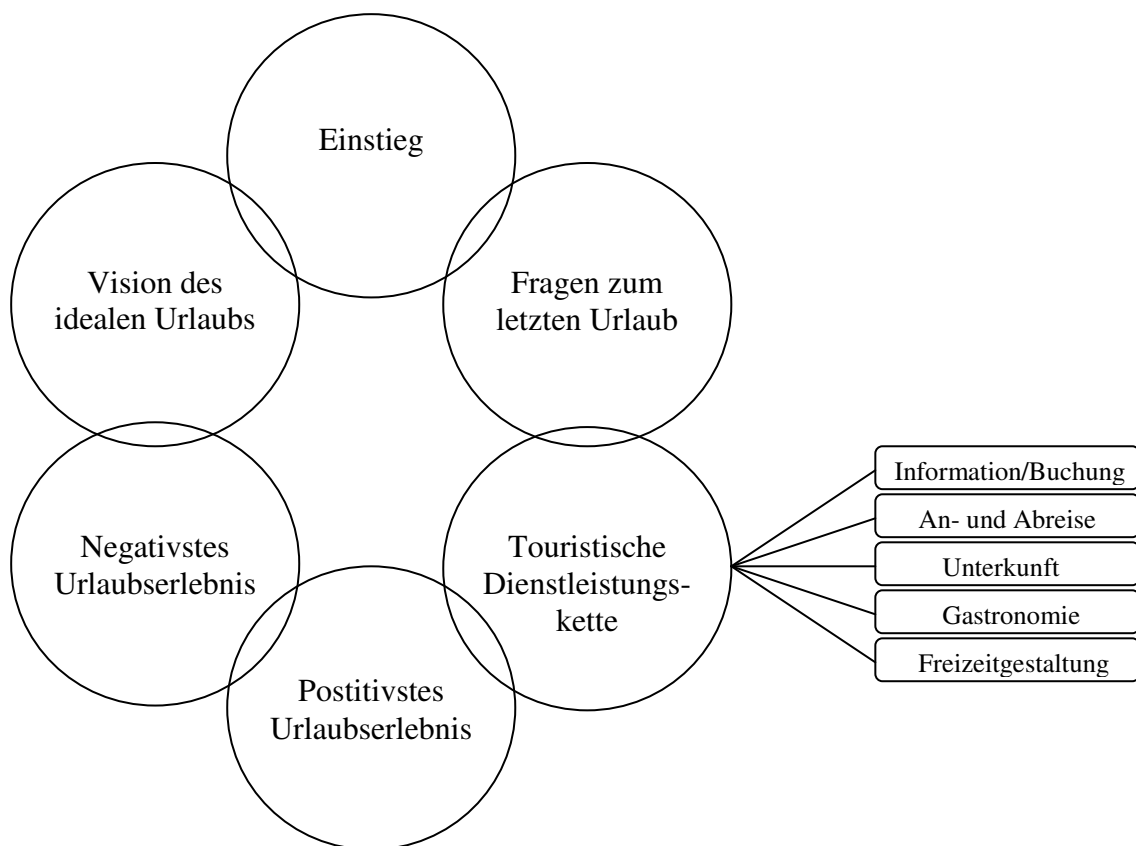 Einstieg
Fragen zum
letzten Urlaub
Touristische
Dienstleistungs-
kette
Information/Buchung
An- und Abreise
Unterkunft
Gastronomie
Freizeitgestaltung
Postitivstes
Urlaubserlebnis
Negativstes
Urlaubserlebnis
Vision des
idealen Urlaubs